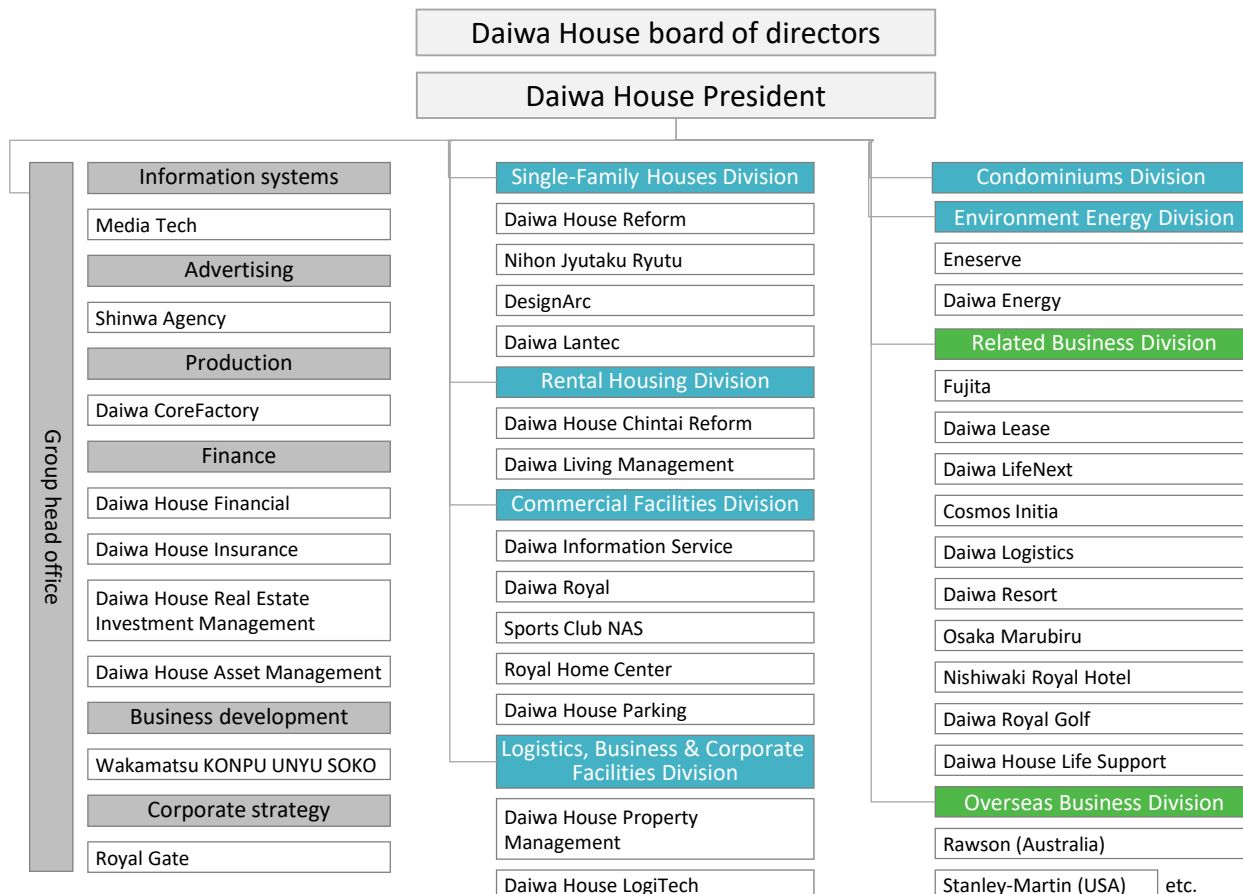 Daiwa House board of directors
Daiwa House President
Group head office
Information systems
Media Tech
Advertising
Shinwa Agency
Production
Daiwa CoreFactory
Finance
Daiwa House Financial
Daiwa House Insurance
Daiwa House Real Estate
Investment Management
Daiwa House Asset Management
Business development
Wakamatsu KONPU UNYU SOKO
Corporate strategy
Royal Gate
Single-Family Houses Division
Daiwa House Reform
Nihon Jyutaku Ryutu
DesignArc
Daiwa Lantec
Rental Housing Division
Daiwa House Chintai Reform
Daiwa Living Management
Commercial Facilities Division
Daiwa Information Service
Daiwa Royal
Sports Club NAS
Royal Home Center
Daiwa House Parking
Logistics, Business & Corporate
Facilities Division
Daiwa House Property
Management
Daiwa House LogiTech
Condominiums Division
Environment Energy Division
Eneserve
Daiwa Energy
Related Business Division
Fujita
Daiwa Lease
Daiwa LifeNext
Cosmos Initia
Daiwa Logistics
Daiwa Resort
Osaka Marubiru
Nishiwaki Royal Hotel
Daiwa Royal Golf
Daiwa House Life Support
Overseas Business Division
Rawson (Australia)
Stanley-Martin (USA) etc.